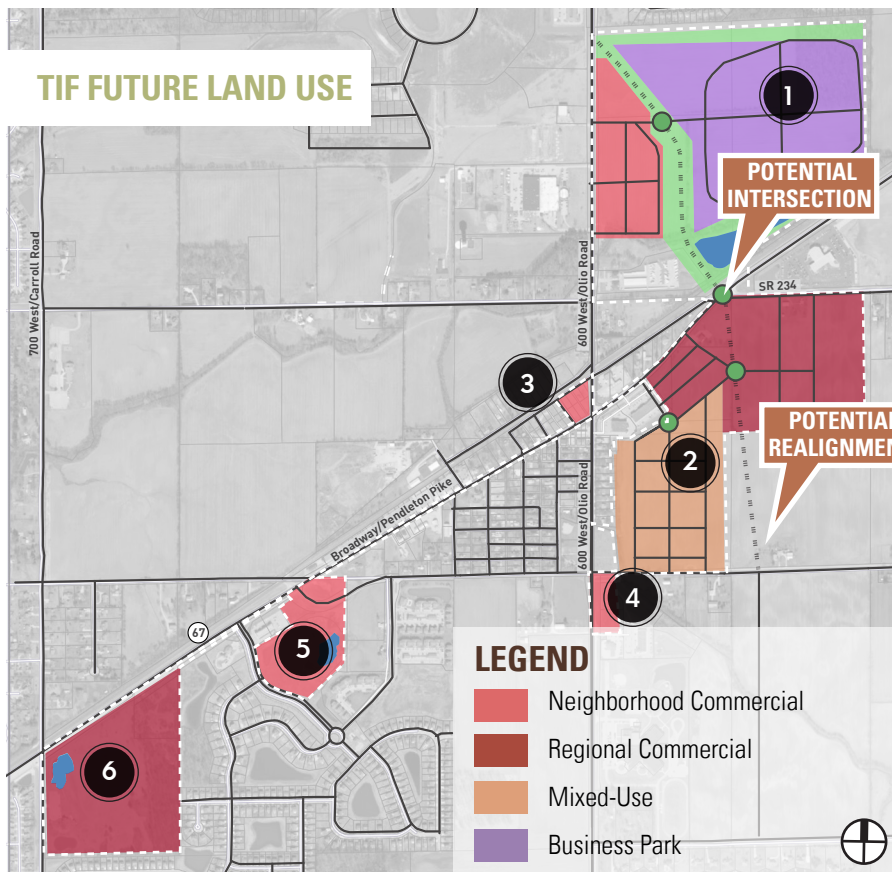 TIF FUTURE LAND USE
1
POTENTIAL
INTERSECTION
SR 234
700 West/Carroll Road
600 West/Olio Road
3
POTENTIAL
REALIGNMEN
2
Broadway/Pendleton Pike
600 West/Olio Road
4
67
5
6
LEGEND
Neighborhood Commercial
Regional Commercial
Mixed-Use
Business Park